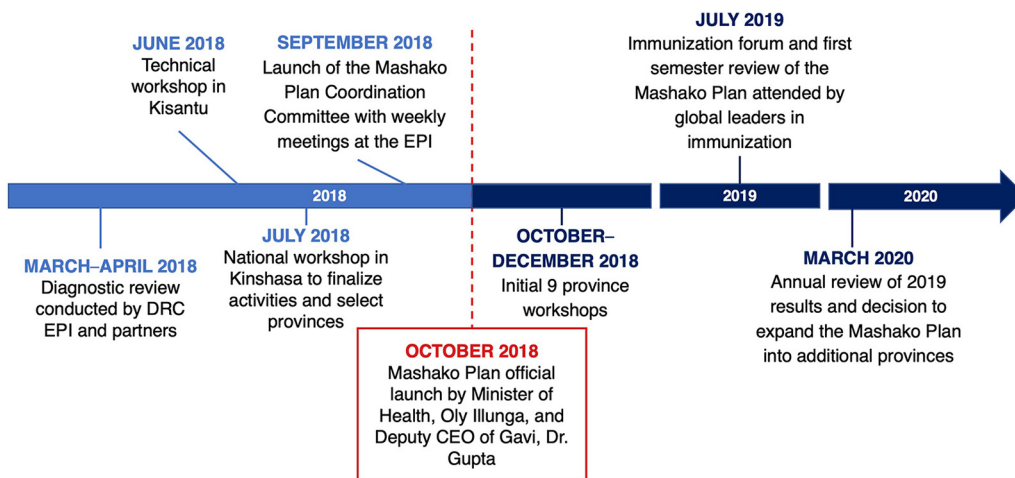 JUNE 2018
Technical
workshop in
Kisantu
SEPTEMBER 2018
Launch of the Mashako
Plan Coordination
Committee with weekly
meetings at the EPI
JULY 2019
Immunization forum and first
semester review of the
Mashako Plan attended by
global leaders in
immunization
2018
2019
2020
MARCH–APRIL 2018
Diagnostic review
conducted by DRC
EPI and partners
JULY 2018
National workshop in
Kinshasa to finalize
activities and select
provinces
OCTOBER–
DECEMBER 2018
Initial 9 province
workshops
MARCH 2020
Annual review of 2019
results and decision to
expand the Mashako Plan
into additional provinces
OCTOBER 2018
Mashako Plan official
launch by Minister of
Health, Oly Illunga, and
Deputy CEO of Gavi, Dr.
Gupta